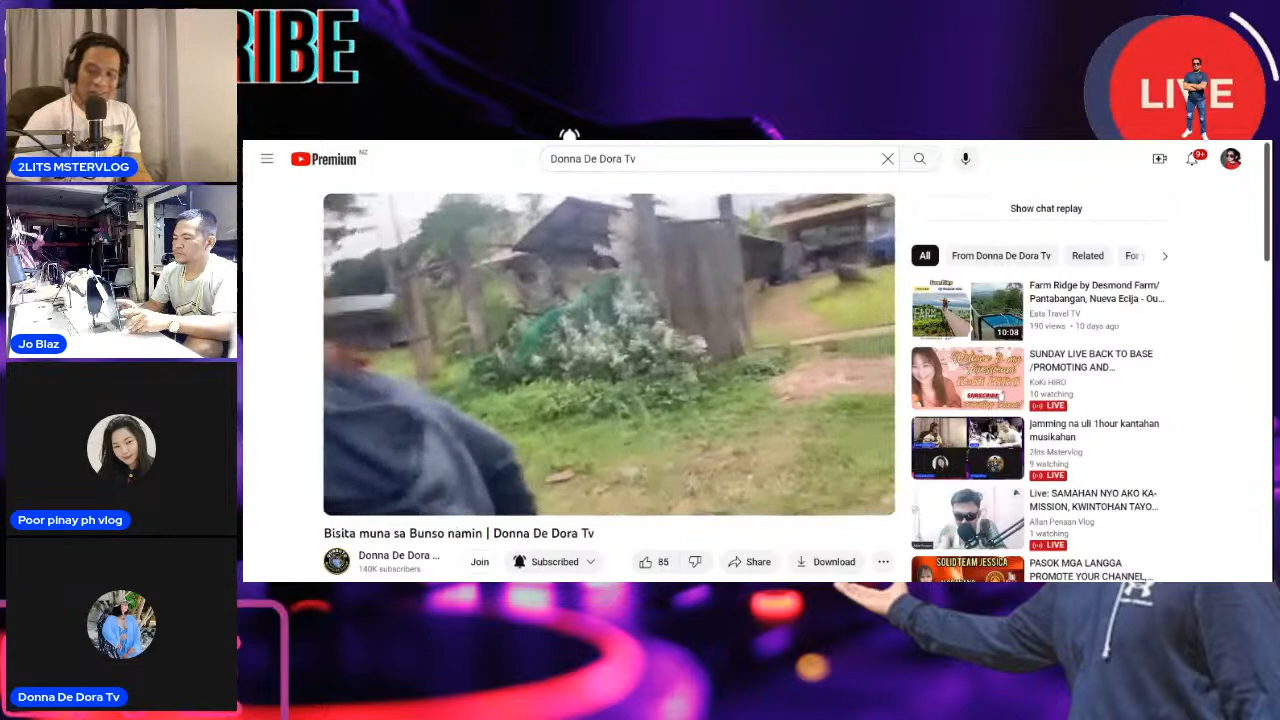 RIBE
LIVE
2LITS MSTERVLOG
Jo Blaz
Poor pinay ph vlog
Donna De Dora Tv
Premium NZ
Donna De Dora Tv
9+
Show chat replay
All
From Donna De Dora Tv
Related
For
Farm Ridge by Desmond Farm/
Pantabangan, Nueva Ecija - Ou...
Eats Travel TV
190 views • 10 days ago
10:08
SUNDAY LIVE BACK TO BASE
/PROMOTING AND...
KoKi HIRO
10 watching
LIVE
jamming na uli 1hour kantahan
musikahan
2lits Mstervlog
9 watching
LIVE
Live: SAMAHAN NYO AKO KA-
MISSION, KWINTOHAN TAYO...
Allan Pensan Vlog
1 watching
LIVE
SOLID TEAM JESSICA
PASOK MGA LANGGA
PROMOTE YOUR CHANNEL,...
Bisita muna sa Bunso namin | Donna De Dora Tv
Donna De Dora ...
140K subscribers
Join
Subscribed
85
Share
Download